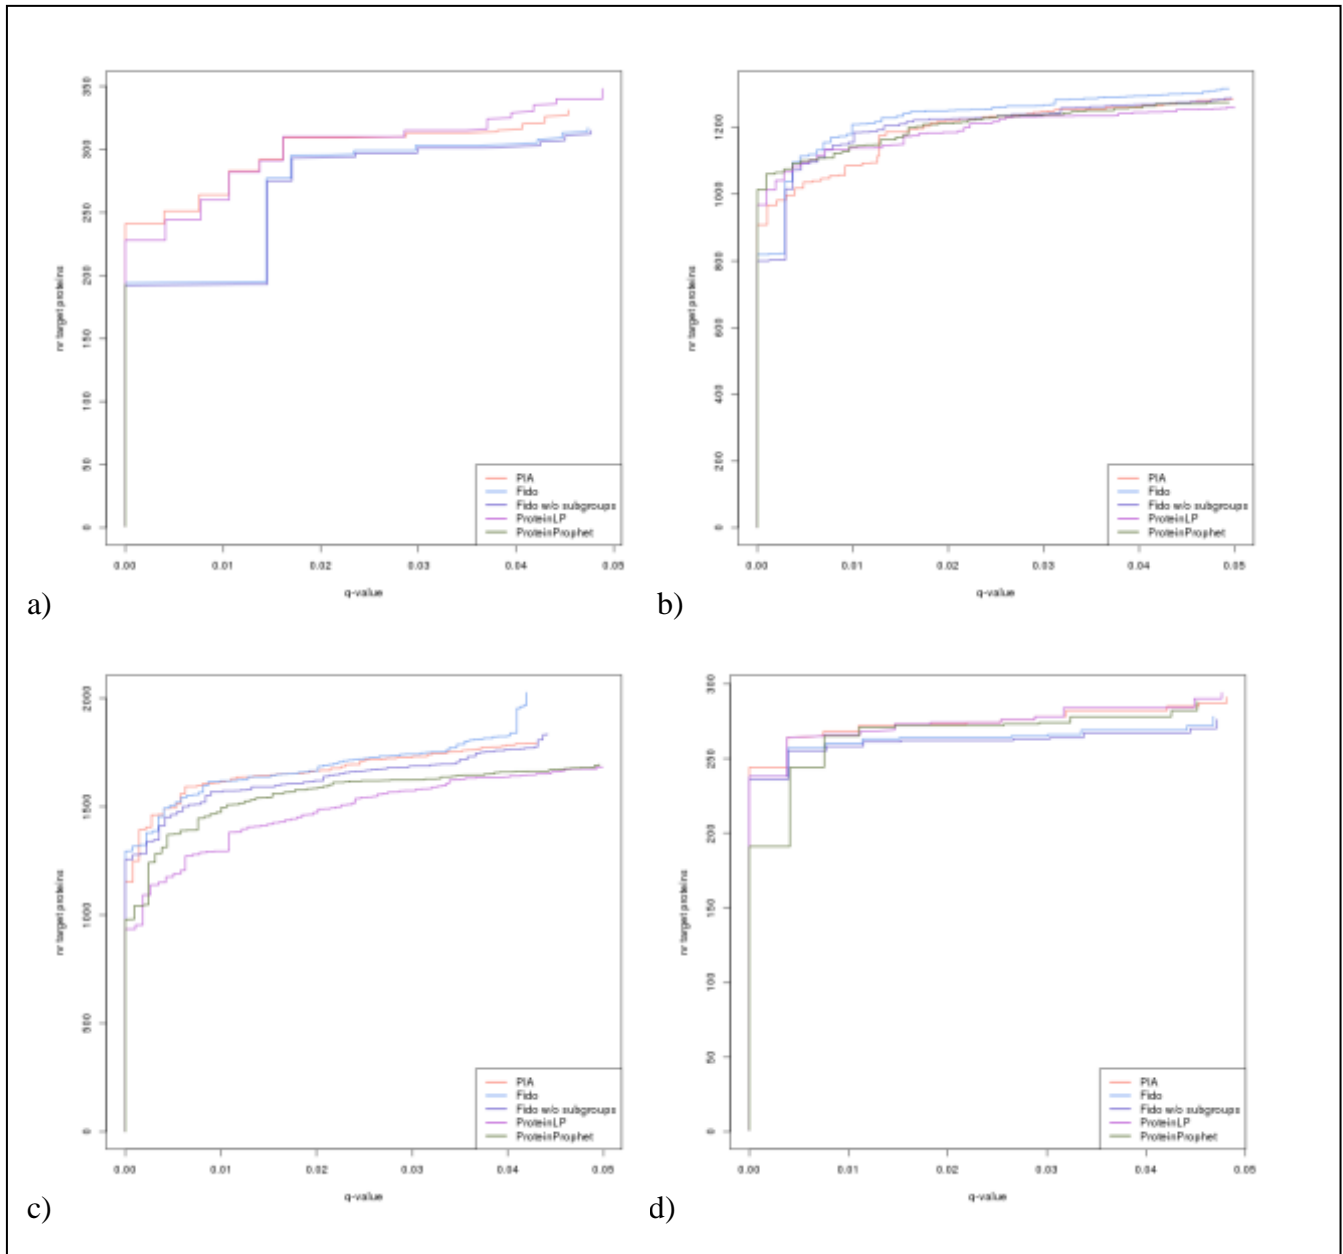 nr target proteins
350
300
250
200
150
100
50
0
0.00 0.01 0.02 0.03 0.04 0.05
q-value
PIA
Fido
Fido w/o subgroups
ProteinLP
ProteinProphet
a)
nr target proteins
1200
1000
800
600
400
200
0
0.00 0.01 0.02 0.03 0.04 0.05
q-value
PIA
Fido
Fido w/o subgroups
ProteinLP
ProteinProphet
b)
nr target proteins
2000
1500
1000
500
0
0.00 0.01 0.02 0.03 0.04 0.05
q-value
PIA
Fido
Fido w/o subgroups
ProteinLP
ProteinProphet
c)
nr target proteins
300
250
200
150
100
50
0
0.00 0.01 0.02 0.03 0.04 0.05
q-value
PIA
Fido
Fido w/o subgroups
ProteinLP
ProteinProphet
d)